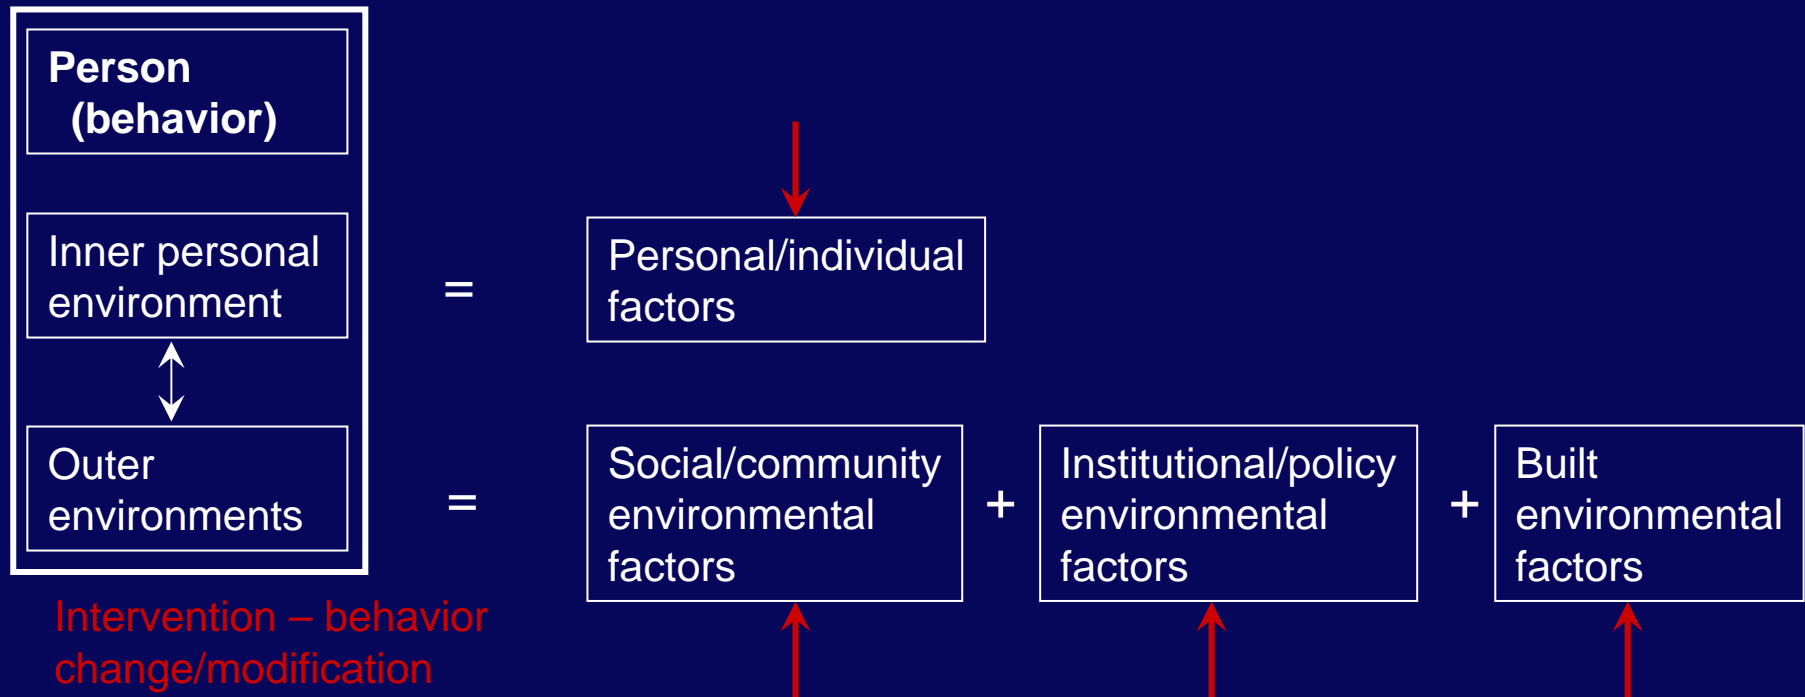 Person
(behavior)
Inner personal
environment
=
Personal/individual
factors
Outer
environments
=
Social/community
environmental
factors
+
Institutional/policy
environmental
factors
+
Built
environmental
factors
Intervention – behavior
change/modification